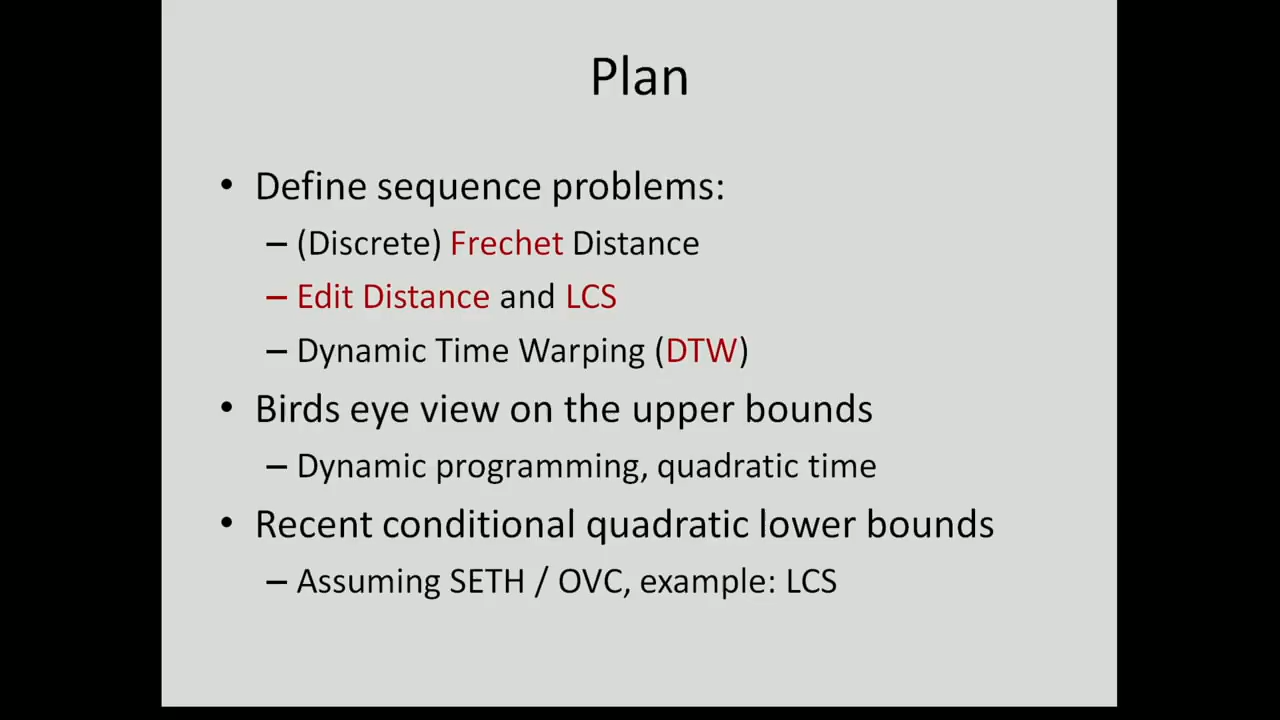 Plan
• Define sequence problems:
– (Discrete) Frechet Distance
– Edit Distance and LCS
– Dynamic Time Warping (DTW)
• Birds eye view on the upper bounds
– Dynamic programming, quadratic time
• Recent conditional quadratic lower bounds
– Assuming SETH / OVC, example: LCS